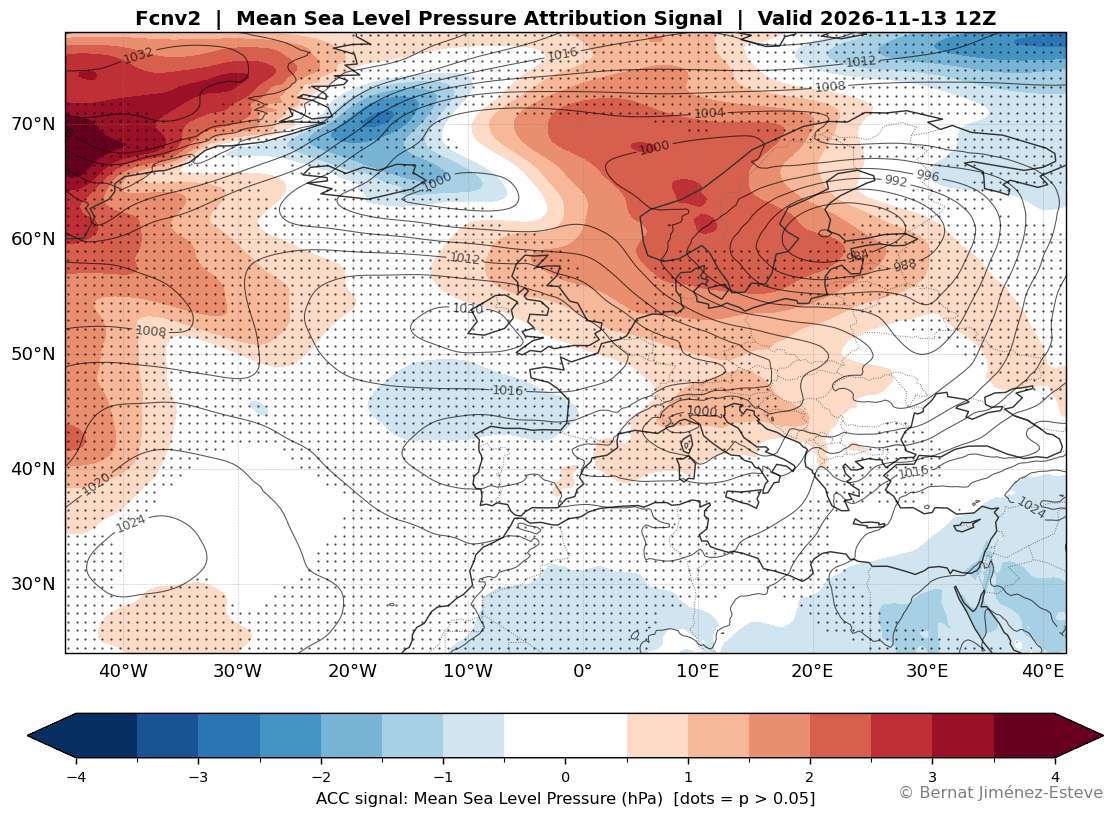 Fcnv2 | Mean Sea Level Pressure Attribution Signal | Valid 2026-11-13 12Z
1032
1016
1012
1008
70°N
1004
1000
1000
996
992
60°N
1012
984
988
1020
1008
50°N
1016
1000
40°N
1016
1020
1024
1024
30°N
40°W 30°W 20°W 10°W 0° 10°E 20°E 30°E 40°E
−4 −3 −2 −1 0 1 2 3 4
ACC signal: Mean Sea Level Pressure (hPa) [dots = p > 0.05]
© Bernat Jiménez-Esteve